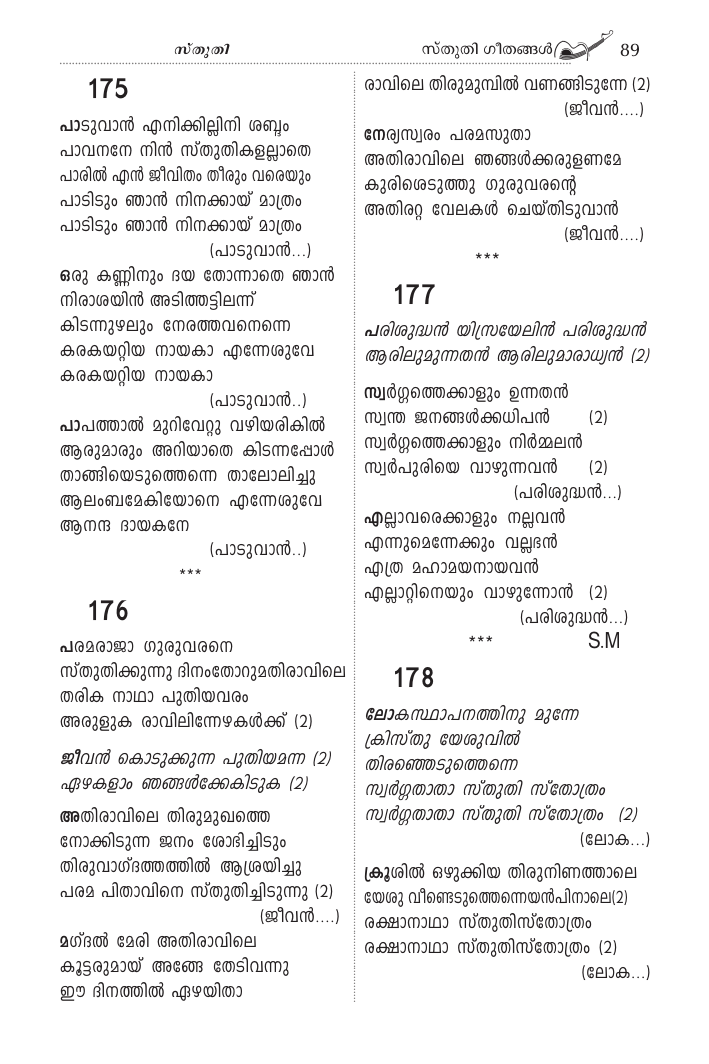 സ്തുതി
സ്തുതി ഗീതങ്ങൾ 89
175
പാടുവാൻ എനിക്കില്ലിനി ശബ്ദം
പാവനനേ നിൻ സ്തുതികളല്ലാതെ
പാരിൽ എൻ ജീവിതം തീരും വരെയും
പാടിടും ഞാൻ നിനക്കായ് മാത്രം
പാടിടും ഞാൻ നിനക്കായ് മാത്രം
(പാടുവാൻ...)
ഒരു കണ്ണിനും ദയ തോന്നാതെ ഞാൻ
നിരാശയിൻ അടിത്തട്ടിലന്ന്
കിടന്നുഴലും നേരത്തവനെന്നെ
കരകയറ്റിയ നായകാ എന്നേശുവേ
കരകയറ്റിയ നായകാ
(പാടുവാൻ..)
പാപത്താൽ മുറിവേറ്റു വഴിയരികിൽ
ആരുമാരും അറിയാതെ കിടന്നപ്പോൾ
താങ്ങിയെടുത്തെന്നെ താലോലിച്ചു
ആലംബമേകിയോനെ എന്നേശുവേ
ആനന്ദ ദായകനേ
(പാടുവാൻ..)
***
176
പരമരാജാ ഗുരുവരനെ
സ്തുതിക്കുന്നു ദിനംതോറുമതിരാവിലെ
തരിക നാഥാ പുതിയവരം
അരുളുക രാവിലിന്നേഴകൾക്ക് (2)
ജീവൻ കൊടുക്കുന്ന പുതിയമന്ന (2)
ഏഴകളാം ഞങ്ങൾക്കേകിടുക (2)
അതിരാവിലെ തിരുമുഖത്തെ
നോക്കിടുന്ന ജനം ശോഭിച്ചിടും
തിരുവാഗ്ദത്തത്തിൽ ആശ്രയിച്ചു
പരമ പിതാവിനെ സ്തുതിച്ചിടുന്നു (2)
(ജീവൻ....)
മഗ്ദൽ മേരി അതിരാവിലെ
കൂട്ടരുമായ് അങ്ങേ തേടിവന്നു
ഈ ദിനത്തിൽ ഏഴയിതാ
രാവിലെ തിരുമുമ്പിൽ വണങ്ങിടുന്നേ (2)
(ജീവൻ....)
നേര്യസ്വരം പരമസുതാ
അതിരാവിലെ ഞങ്ങൾക്കരുളണമേ
കുരിശെടുത്തു ഗുരുവരന്റെ
അതിരറ്റ വേലകൾ ചെയ്തിടുവാൻ
(ജീവൻ....)
***
177
പരിശുദ്ധൻ യിസ്രയേലിൻ പരിശുദ്ധൻ
ആരിലുമുന്നതൻ ആരിലുമാരാധ്യൻ (2)
സ്വർഗ്ഗത്തെക്കാളും ഉന്നതൻ
സ്വന്ത ജനങ്ങൾക്കധിപൻ (2)
സ്വർഗ്ഗത്തെക്കാളും നിർമ്മലൻ
സ്വർപുരിയെ വാഴുന്നവൻ (2)
(പരിശുദ്ധൻ...)
എല്ലാവരെക്കാളും നല്ലവൻ
എന്നുമെന്നേക്കും വല്ലഭൻ
എത്ര മഹാമയനായവൻ
എല്ലാറ്റിനെയും വാഴുന്നോൻ (2)
(പരിശുദ്ധൻ...)
*** S.M
178
ലോകസ്ഥാപനത്തിനു മുന്നേ
ക്രിസ്തു യേശുവിൽ
തിരഞ്ഞെടുത്തെന്നെ
സ്വർഗ്ഗതാതാ സ്തുതി സ്തോത്രം
സ്വർഗ്ഗതാതാ സ്തുതി സ്തോത്രം (2)
(ലോക...)
ക്രൂശിൽ ഒഴുക്കിയ തിരുനിണത്താലെ
യേശു വീണ്ടെടുത്തെന്നെയൻപിനാലെ(2)
രക്ഷാനാഥാ സ്തുതിസ്തോത്രം
രക്ഷാനാഥാ സ്തുതിസ്തോത്രം (2)
(ലോക...)